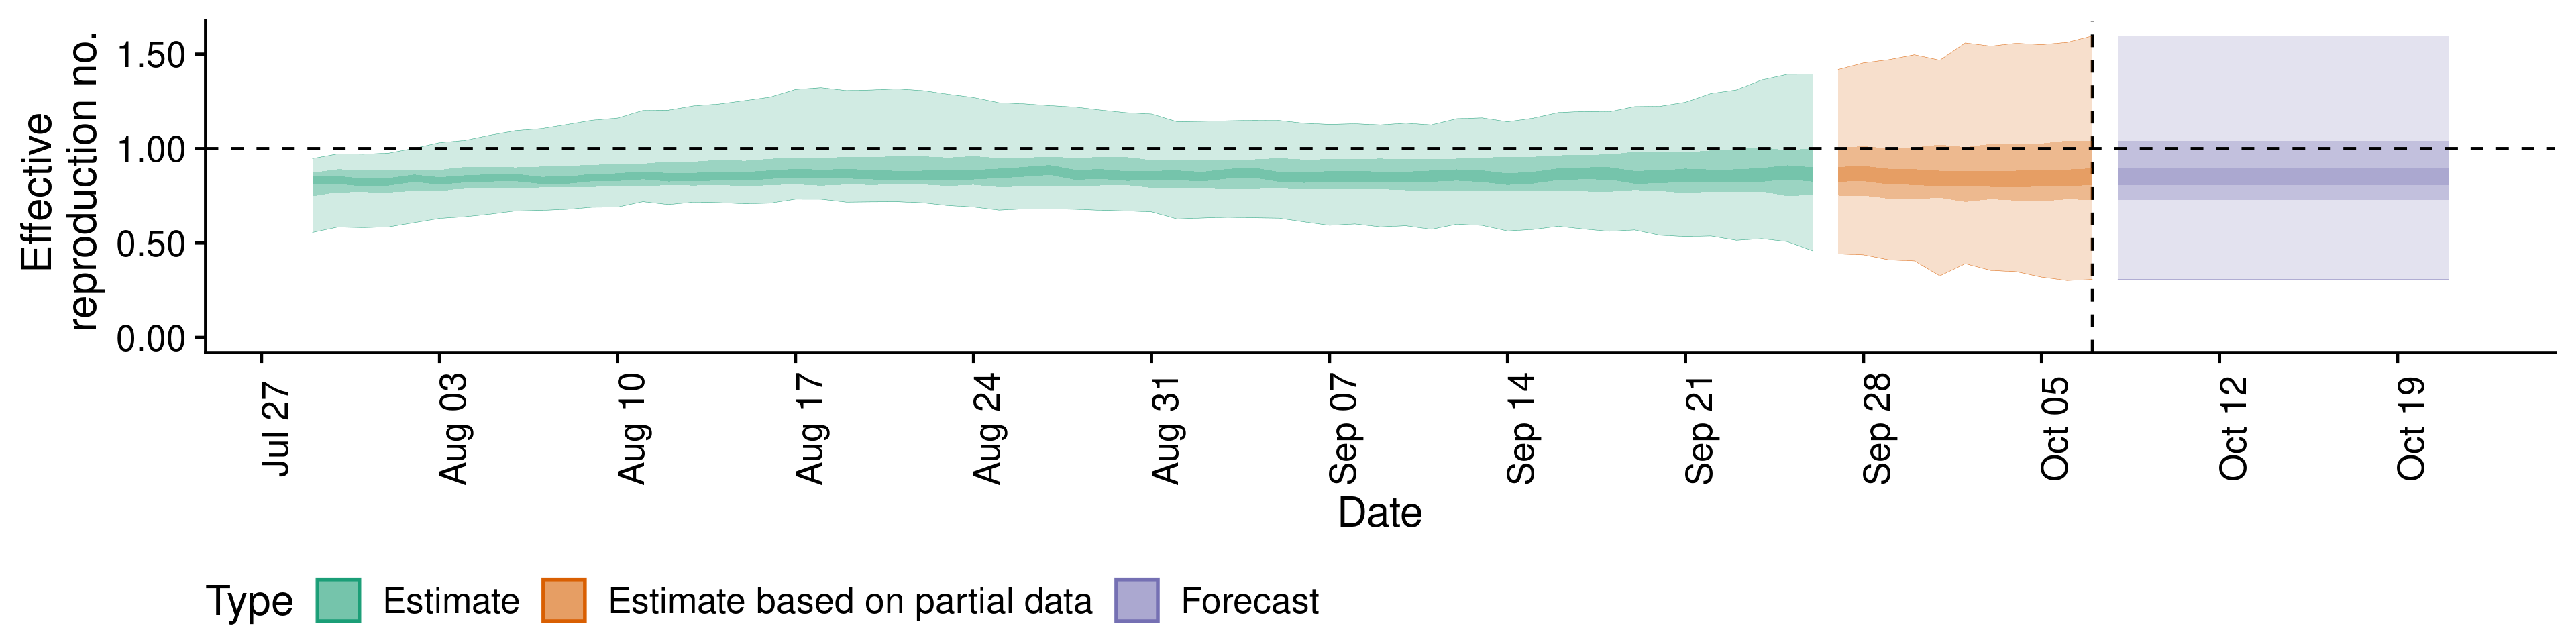 Effective
reproduction no.
1.50
1.00
0.50
0.00
Jul 27
Aug 03
Aug 10
Aug 17
Aug 24
Aug 31
Sep 07
Sep 14
Sep 21
Sep 28
Oct 05
Oct 12
Oct 19
Date
Type Estimate Estimate based on partial data Forecast